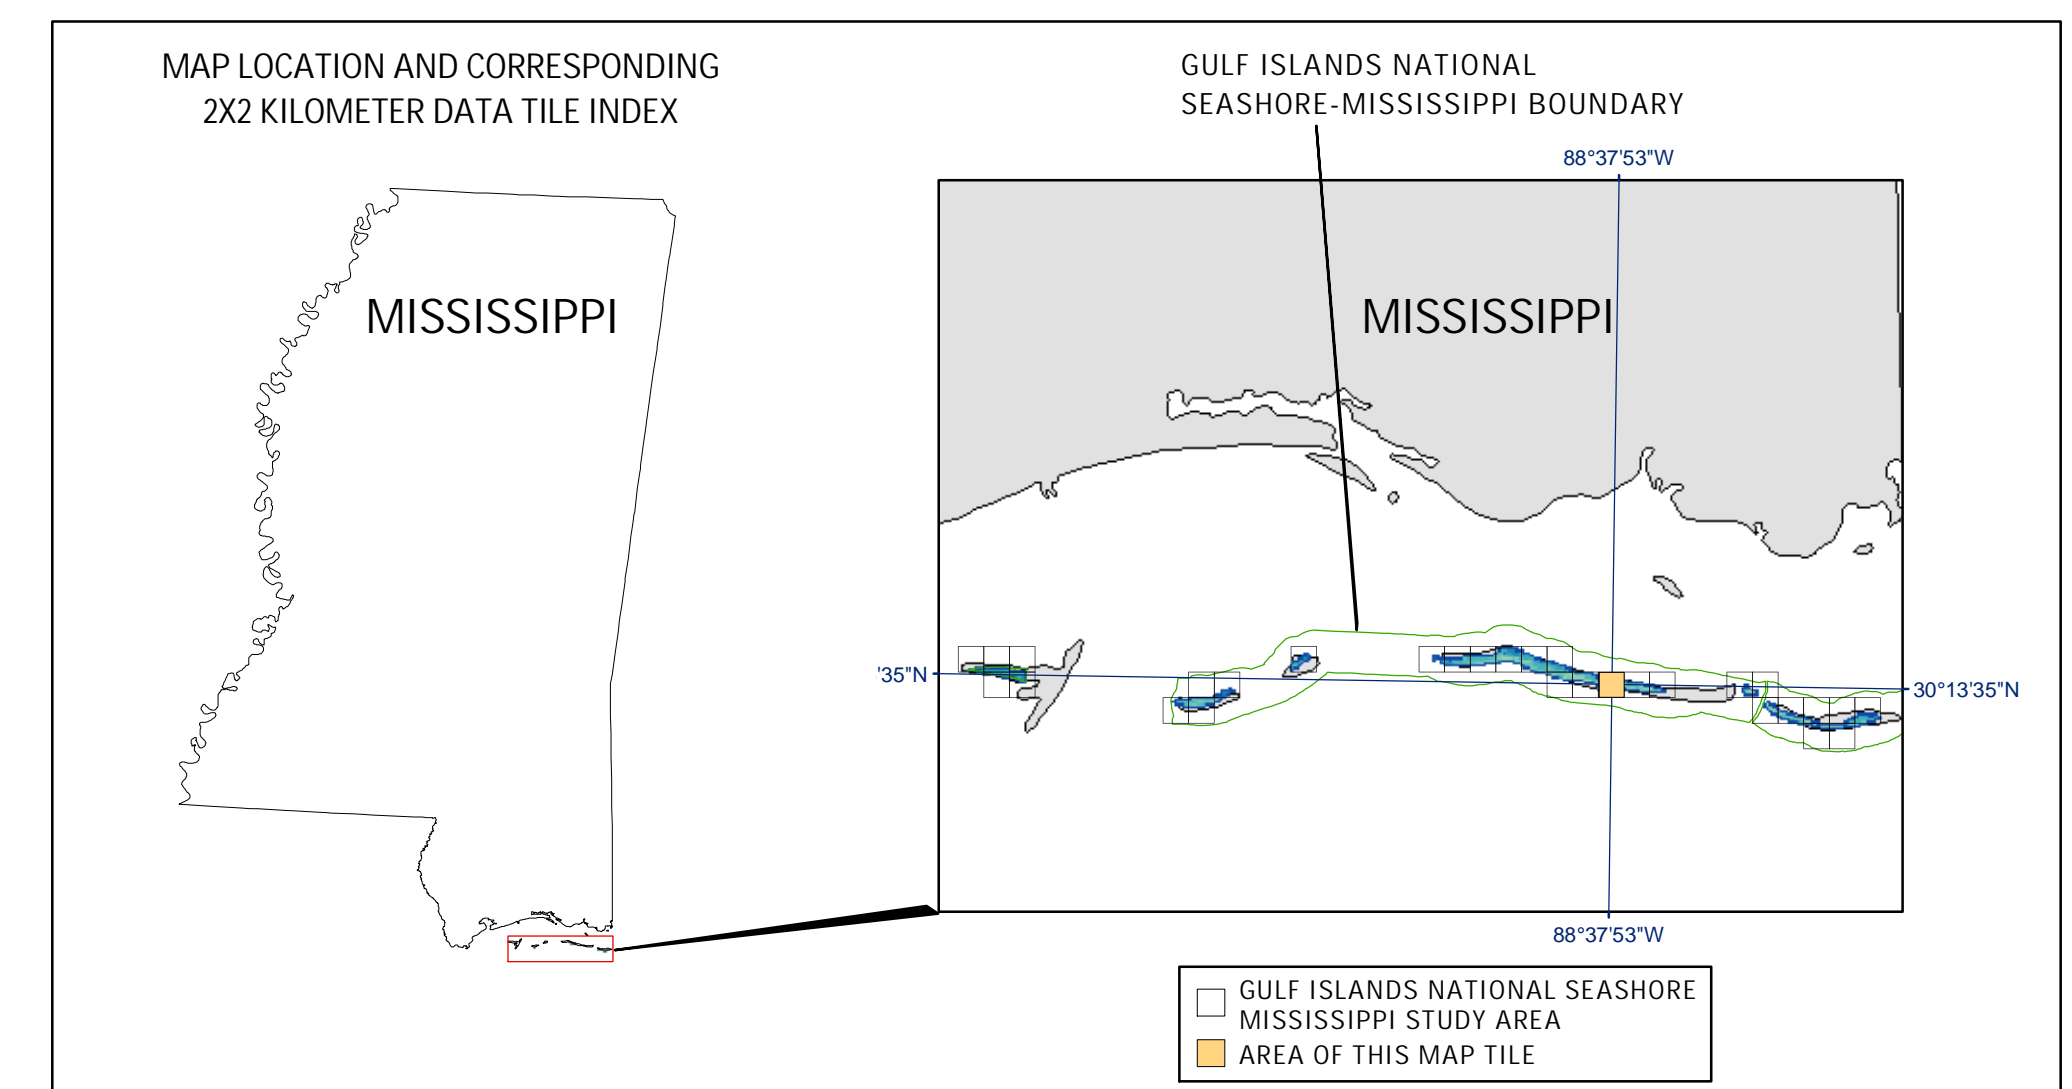 MAP LOCATION AND CORRESPONDING
2X2 KILOMETER DATA TILE INDEX
GULF ISLANDS NATIONAL
SEASHORE-MISSISSIPPI BOUNDARY
88°37'53"W
MISSISSIPPI
MISSISSIPPI
'35"N
30°13'35"N
88°37'53"W
GULF ISLANDS NATIONAL SEASHORE
MISSISSIPPI STUDY AREA
AREA OF THIS MAP TILE